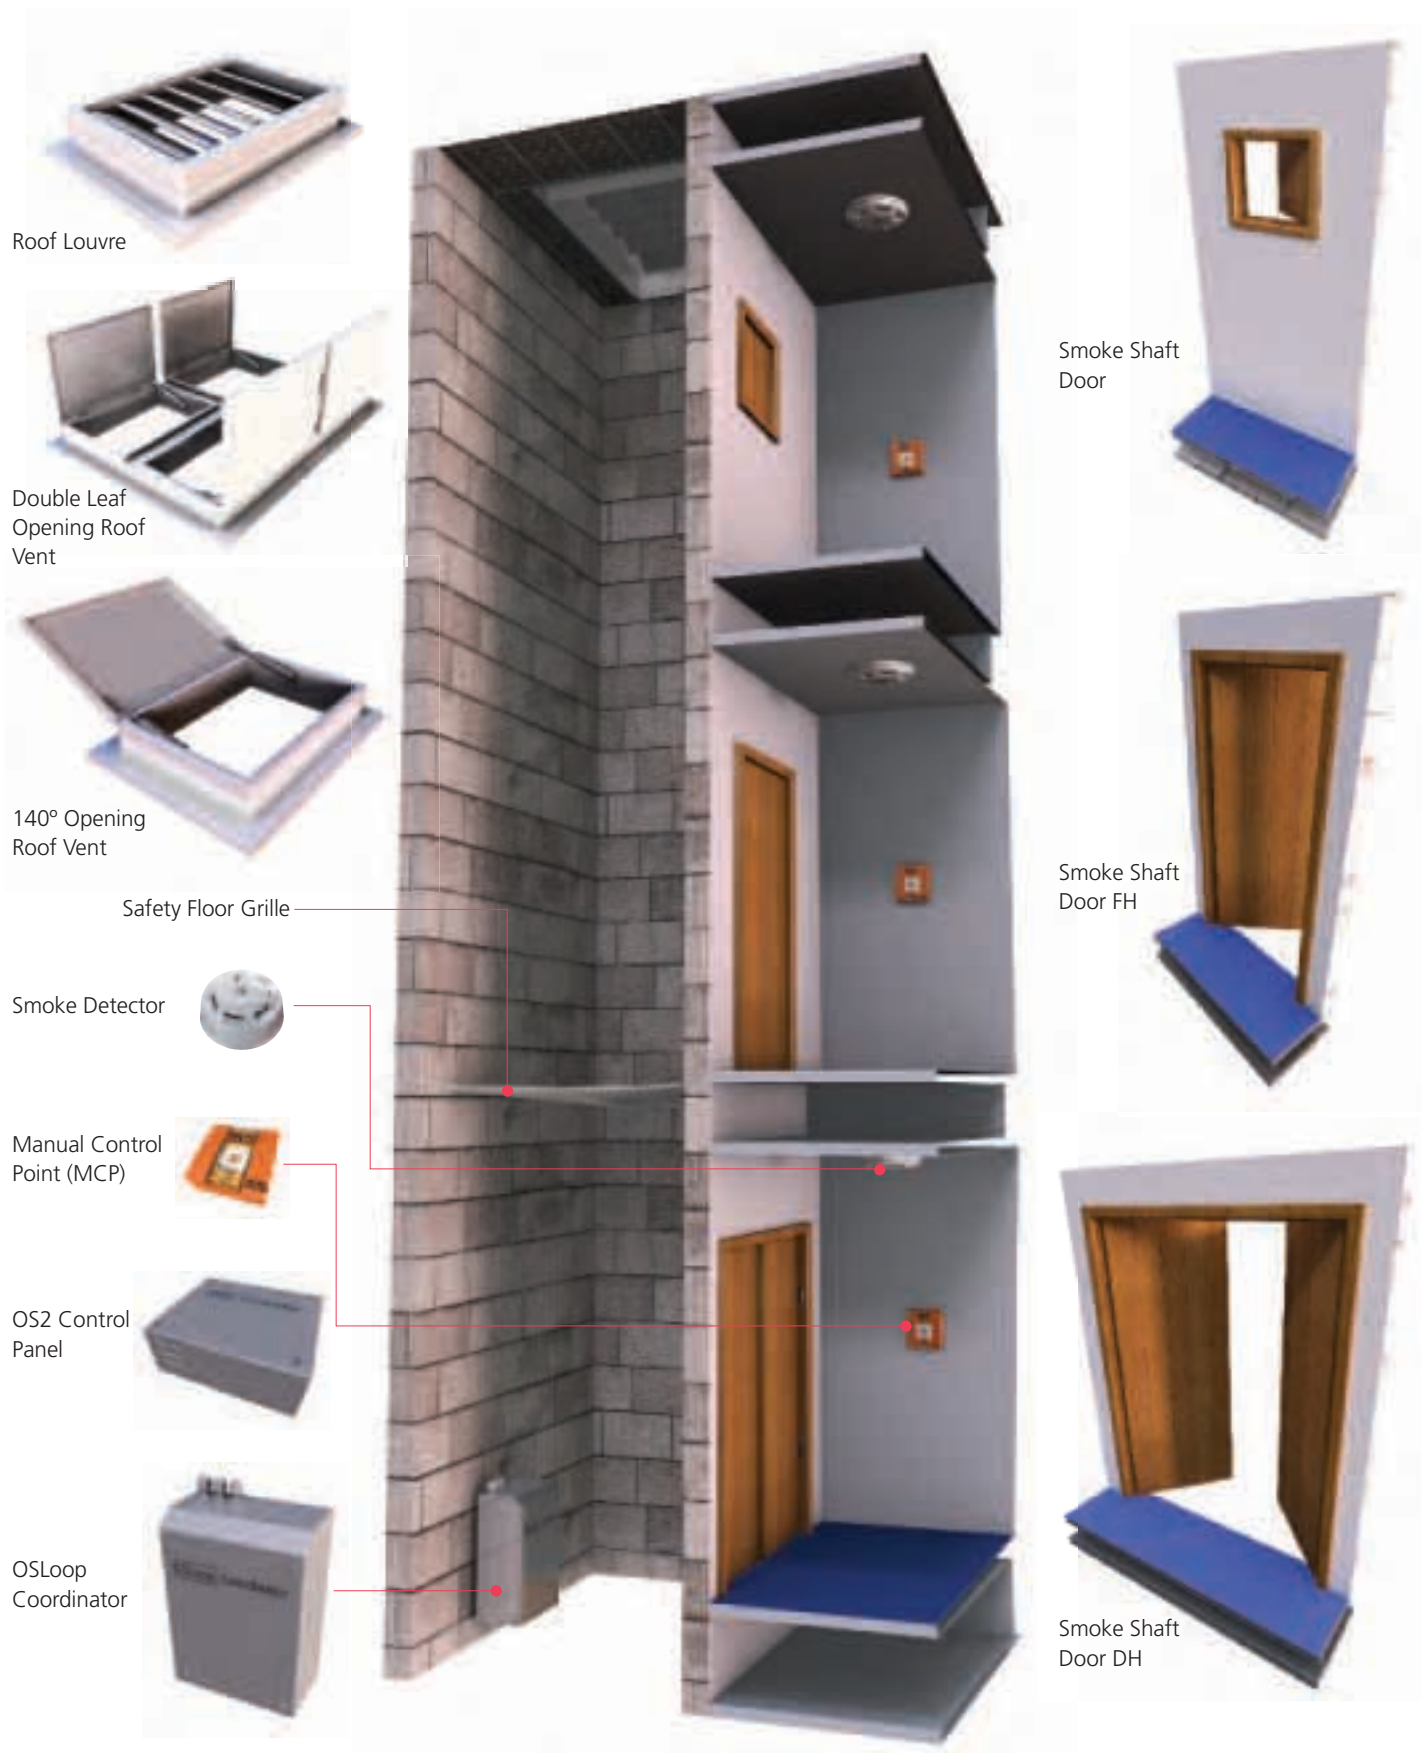 Roof Louvre
Double Leaf
Opening Roof
Vent
140º Opening
Roof Vent
Safety Floor Grille
Smoke Detector
Manual Control
Point (MCP)
OS2 Control
Panel
OSLoop
Coordinator
Smoke Shaft
Door
Smoke Shaft
Door FH
Smoke Shaft
Door DH